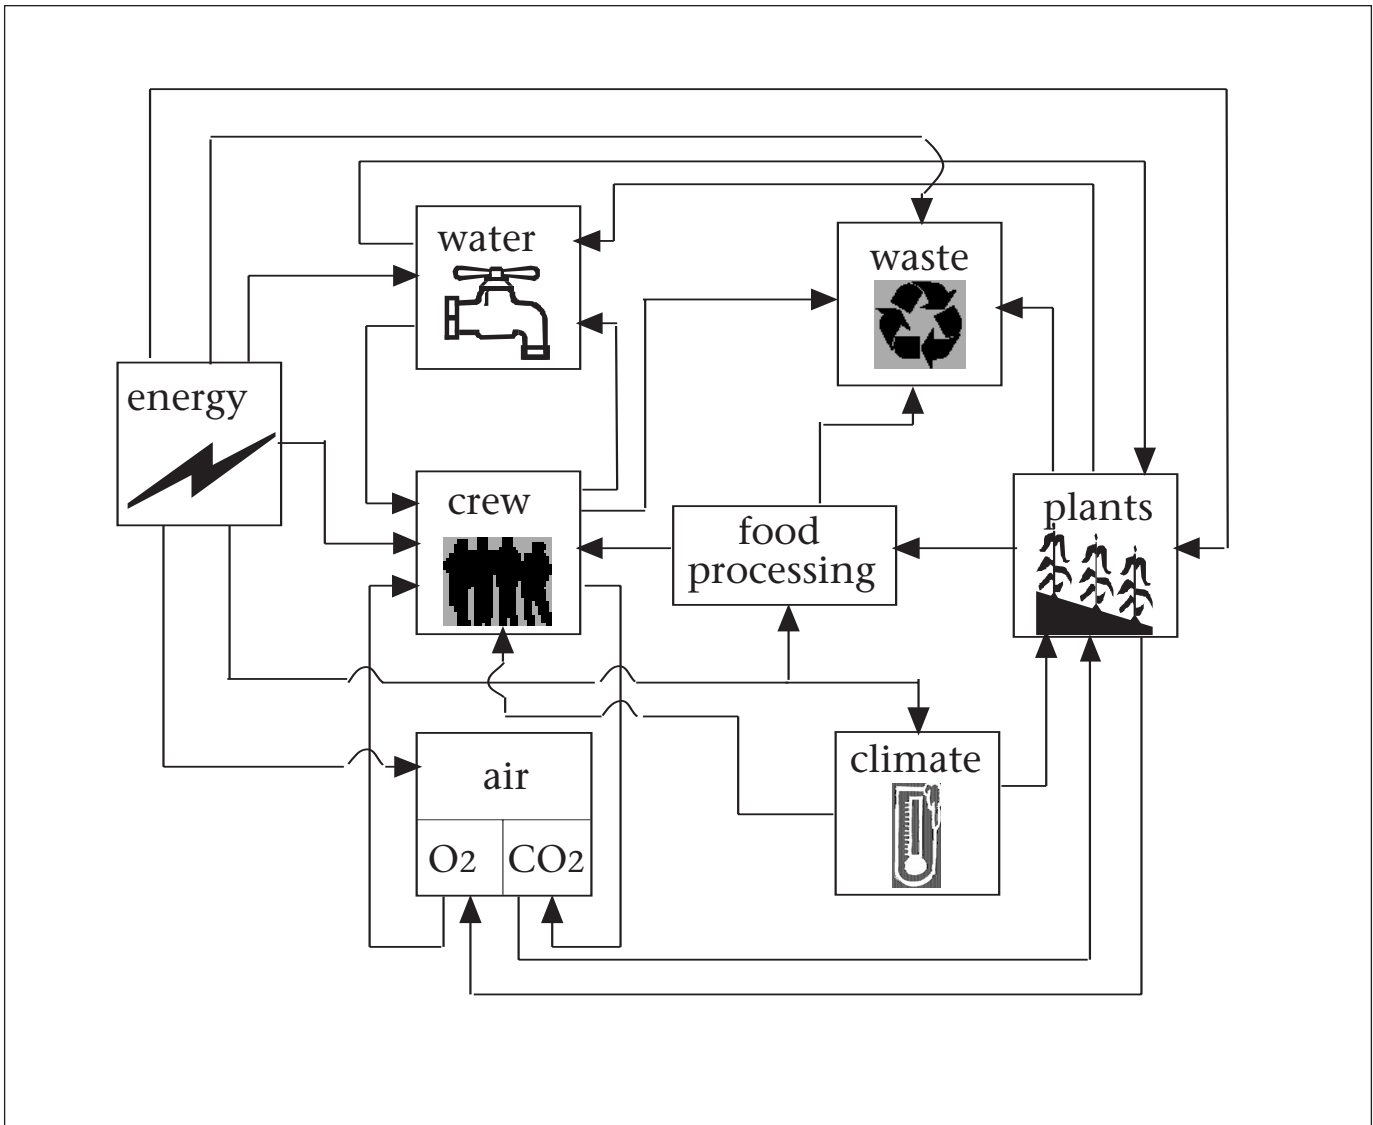 water
waste
energy
crew
plants
food
processing
air
climate
O2
CO2